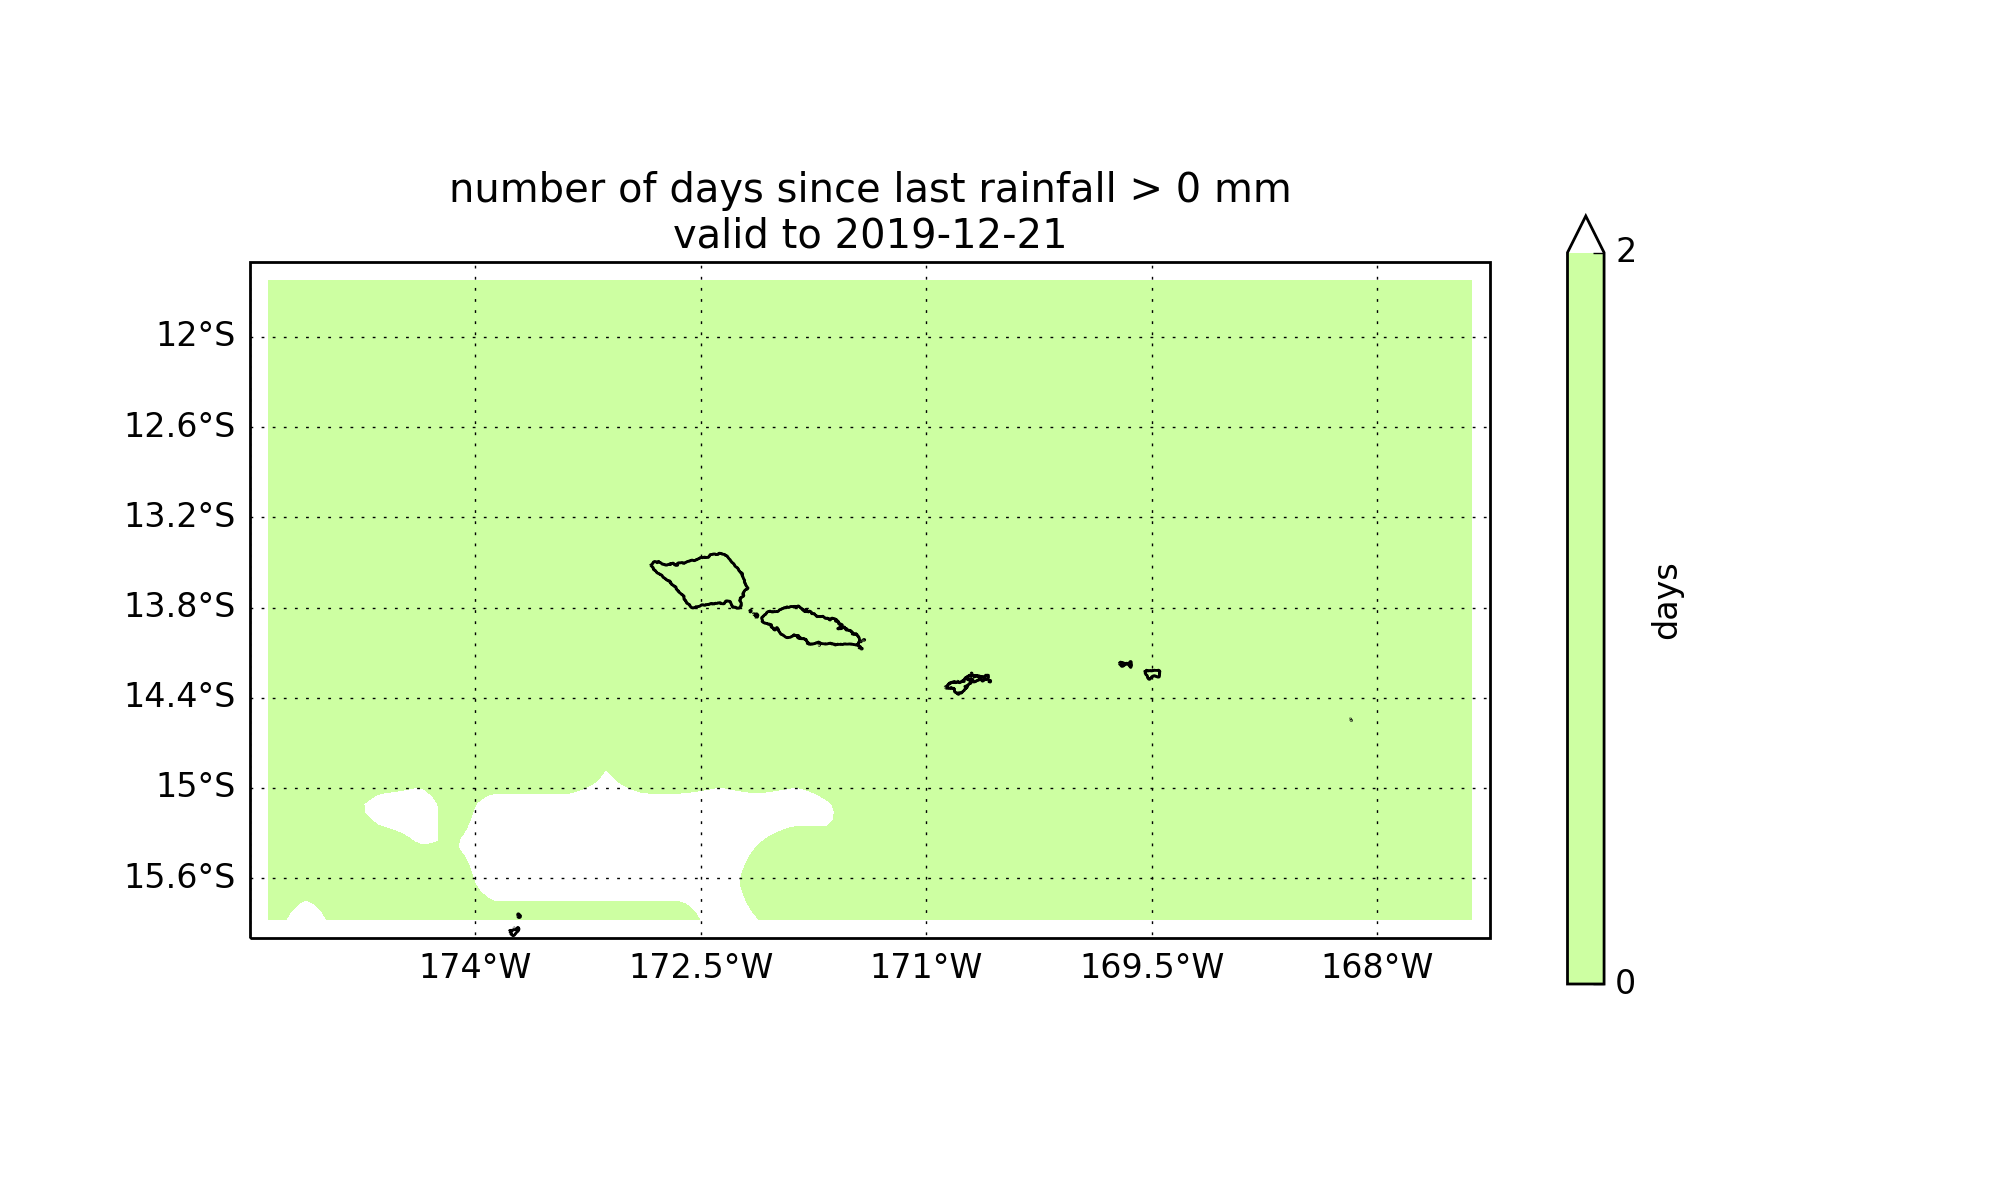 number of days since last rainfall > 0 mm
valid to 2019-12-21
2
12°S
12.6°S
13.2°S
13.8°S
14.4°S
15°S
15.6°S
days
174°W 172.5°W 171°W 169.5°W 168°W
0